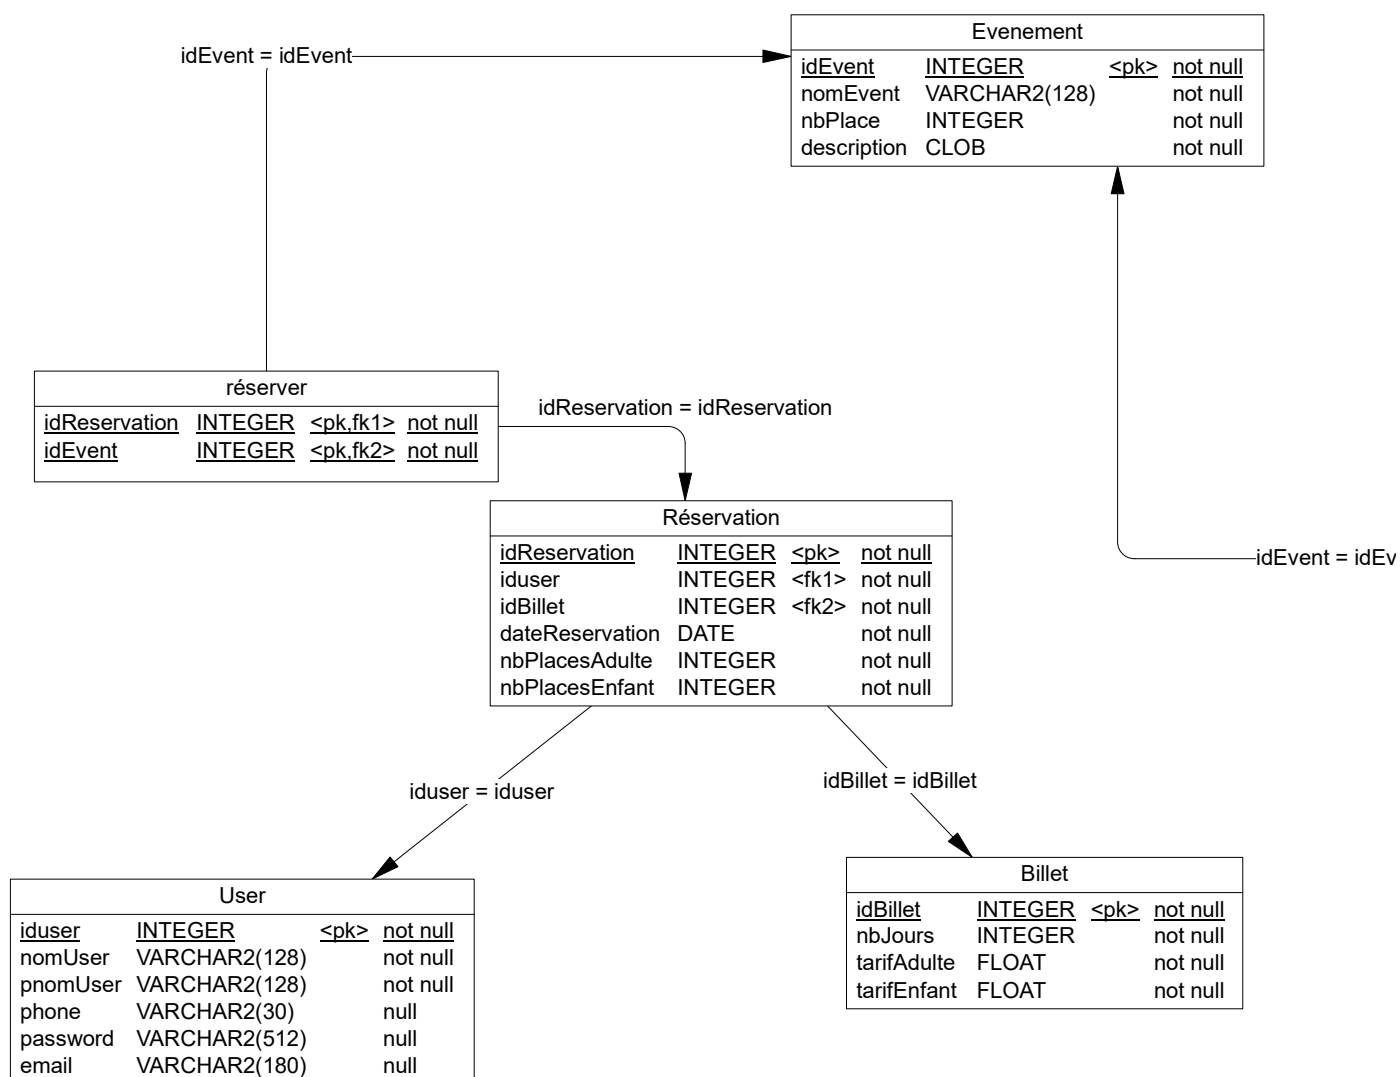 idEvent = idEvent
Evenement
idEvent INTEGER <pk> not null
nomEvent VARCHAR2(128) not null
nbPlace INTEGER not null
description CLOB not null
réserver
idReservation INTEGER <pk,fk1> not null
idEvent INTEGER <pk,fk2> not null
idReservation = idReservation
Réservation
idReservation INTEGER <pk> not null
iduser INTEGER <fk1> not null
idBillet INTEGER <fk2> not null
dateReservation DATE not null
nbPlacesAdulte INTEGER not null
nbPlacesEnfant INTEGER not null
idEvent = idEv
iduser = iduser
idBillet = idBillet
User
iduser INTEGER <pk> not null
nomUser VARCHAR2(128) not null
pnomUser VARCHAR2(128) not null
phone VARCHAR2(30) null
password VARCHAR2(512) null
email VARCHAR2(180) null
Billet
idBillet INTEGER <pk> not null
nbJours INTEGER not null
tarifAdulte FLOAT not null
tarifEnfant FLOAT not null